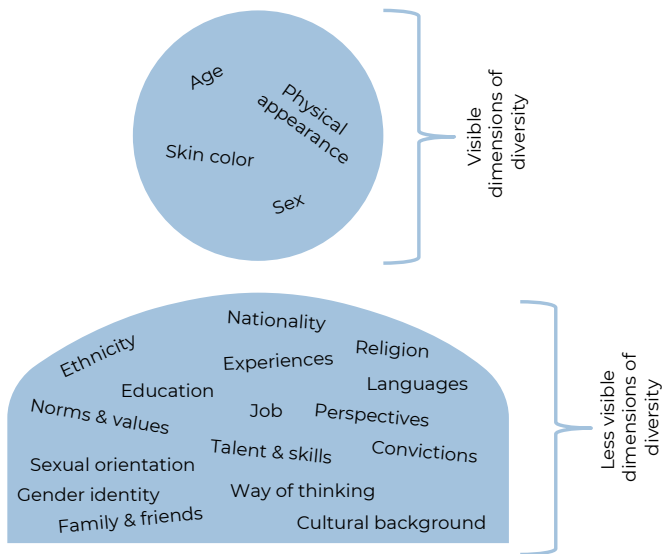 Age
Physical
appearance
Skin color
Sex
Visible
dimensions of
diversity
Nationality
Ethnicity
Experiences
Religion
Education
Languages
Norms & values
Job
Perspectives
Talent & skills
Convictions
Sexual orientation
Gender identity
Way of thinking
Family & friends
Cultural background
Less visible
dimensions of
diversity